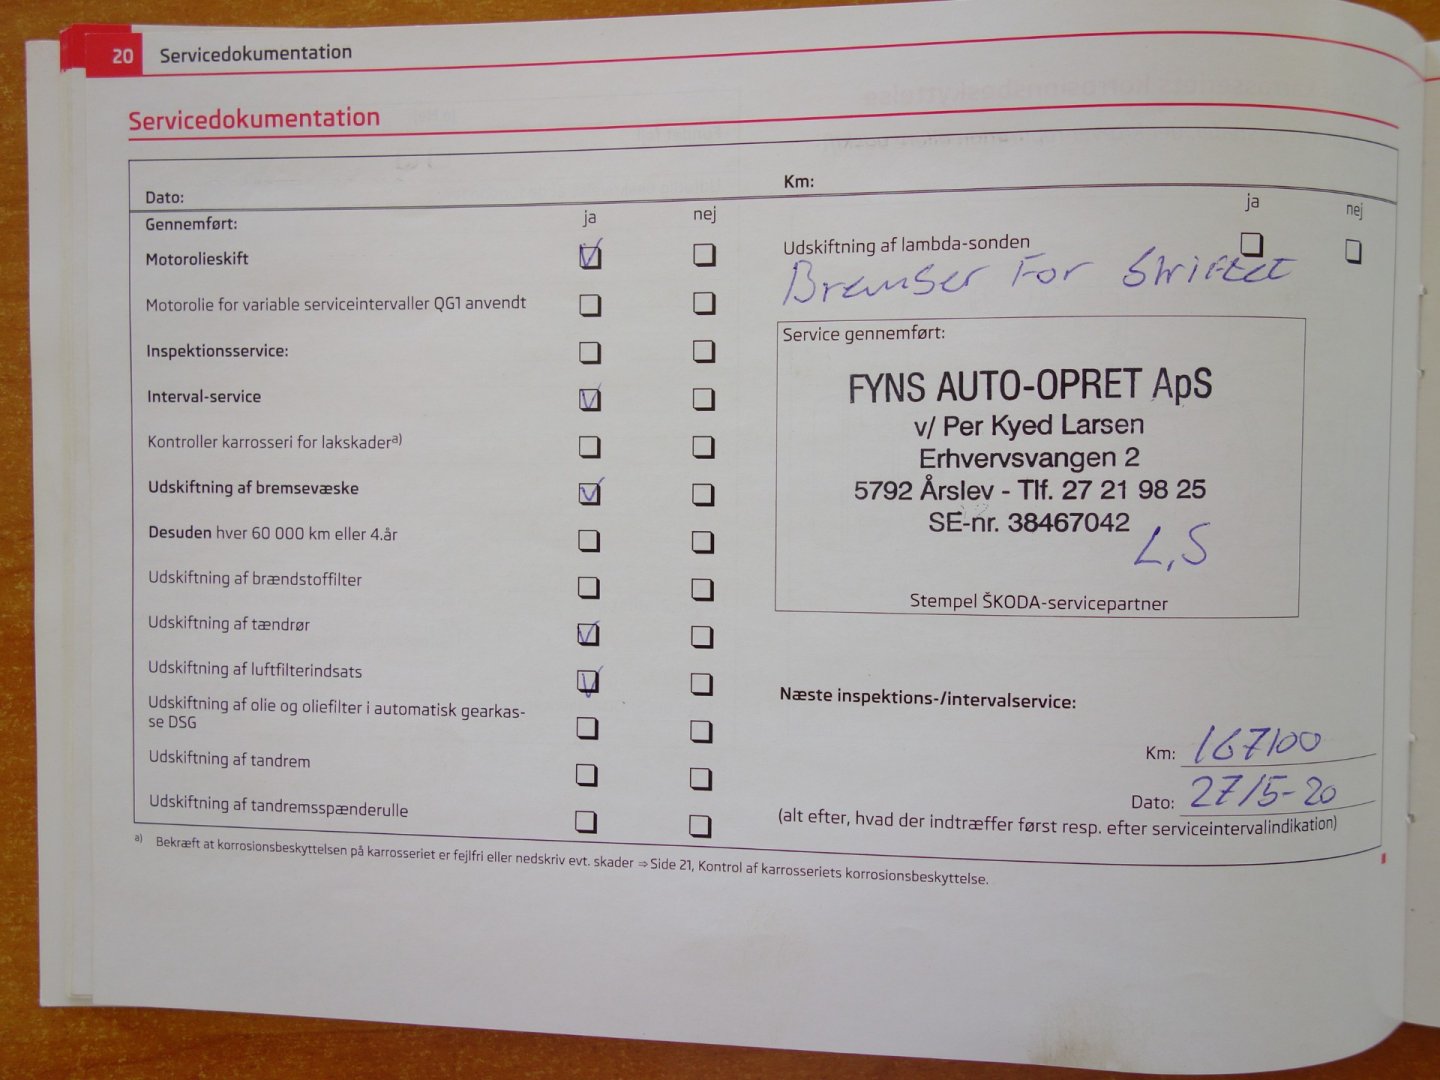 20 Servicedokumentation
Servicedokumentation
Dato: Km:
Gennemført: ja nej
Motorolieskift
Motorolie for variable serviceintervaller QG1 anvendt
Inspektionsservice:
Interval-service
Kontroller karrosseri for lakskader a)
Udskiftning af bremsevæske
Desuden hver 60 000 km eller 4.år
Udskiftning af brændstoffilter
Udskiftning af tændrør
Udskiftning af luftfilterindsats
Udskiftning af olie og oliefilter i automatisk gearkas-
se DSG
Udskiftning af tandrem
Udskiftning af tandremsspænderulle
ja nej
Udskiftning af lambda-sonden
Bremser For Skiftet
Service gennemført:
FYNS AUTO-OPRET ApS
v/ Per Kyed Larsen
Erhvervsvangen 2
5792 Årslev - Tlf. 27 21 98 25
SE-nr. 38467042
L,S
Stempel ŠKODA-servicepartner
Næste inspektions-/intervalservice:
Km: 167100
Dato: 27/5-20
(alt efter, hvad der indtræffer først resp. efter serviceintervalindikation)
a) Bekræft at korrosionsbeskyttelsen på karrosseriet er fejlfri eller nedskriv evt. skader ⇒ Side 21, Kontrol af karrosseriets korrosionsbeskyttelse.